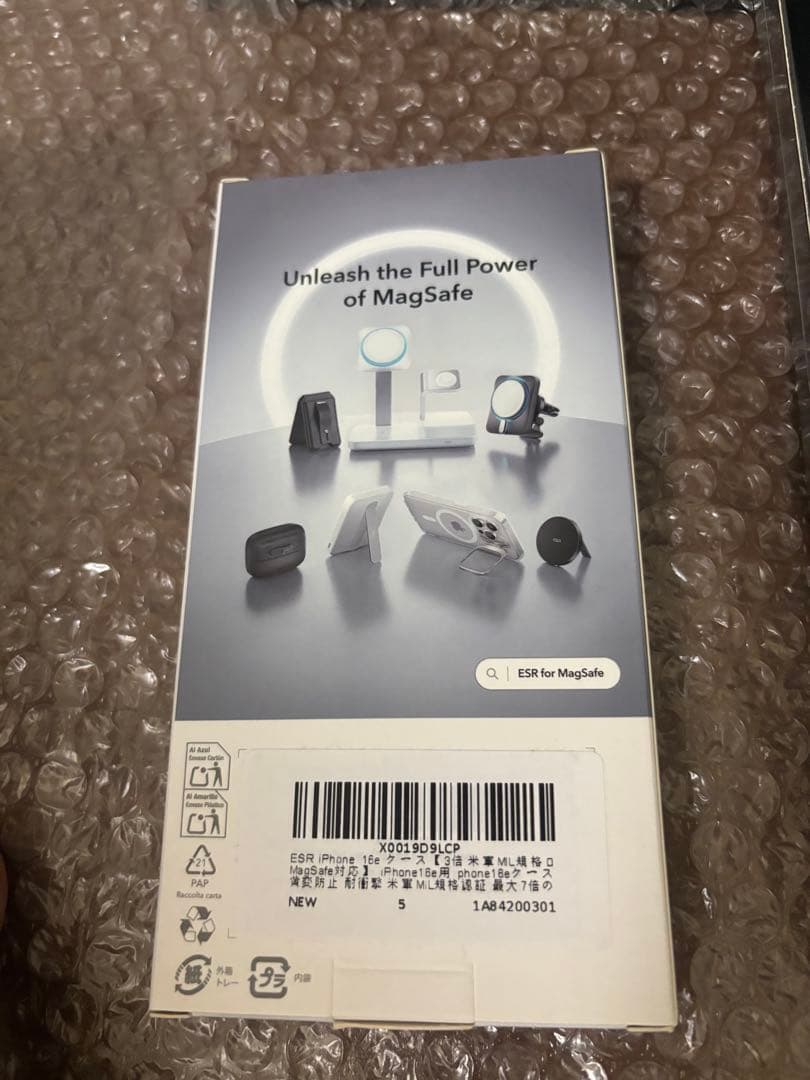 Unleash the Full Power
of MagSafe
ESR for MagSafe
Al Azul
Envase Cartón
Al Amarillo
Envase Plástico
21
PAP
Raccolta carta
X0019D9LCP
ESR iPhone 16e ケース【3倍 米軍MIL規格 ロ
MagSafe対応】 iPhone16e用 phone16eケース
黄変防止 耐衝撃 米軍MIL規格認証 最大7倍の
NEW 5 1A84200301
紙 外箱
トレー
プラ 内袋